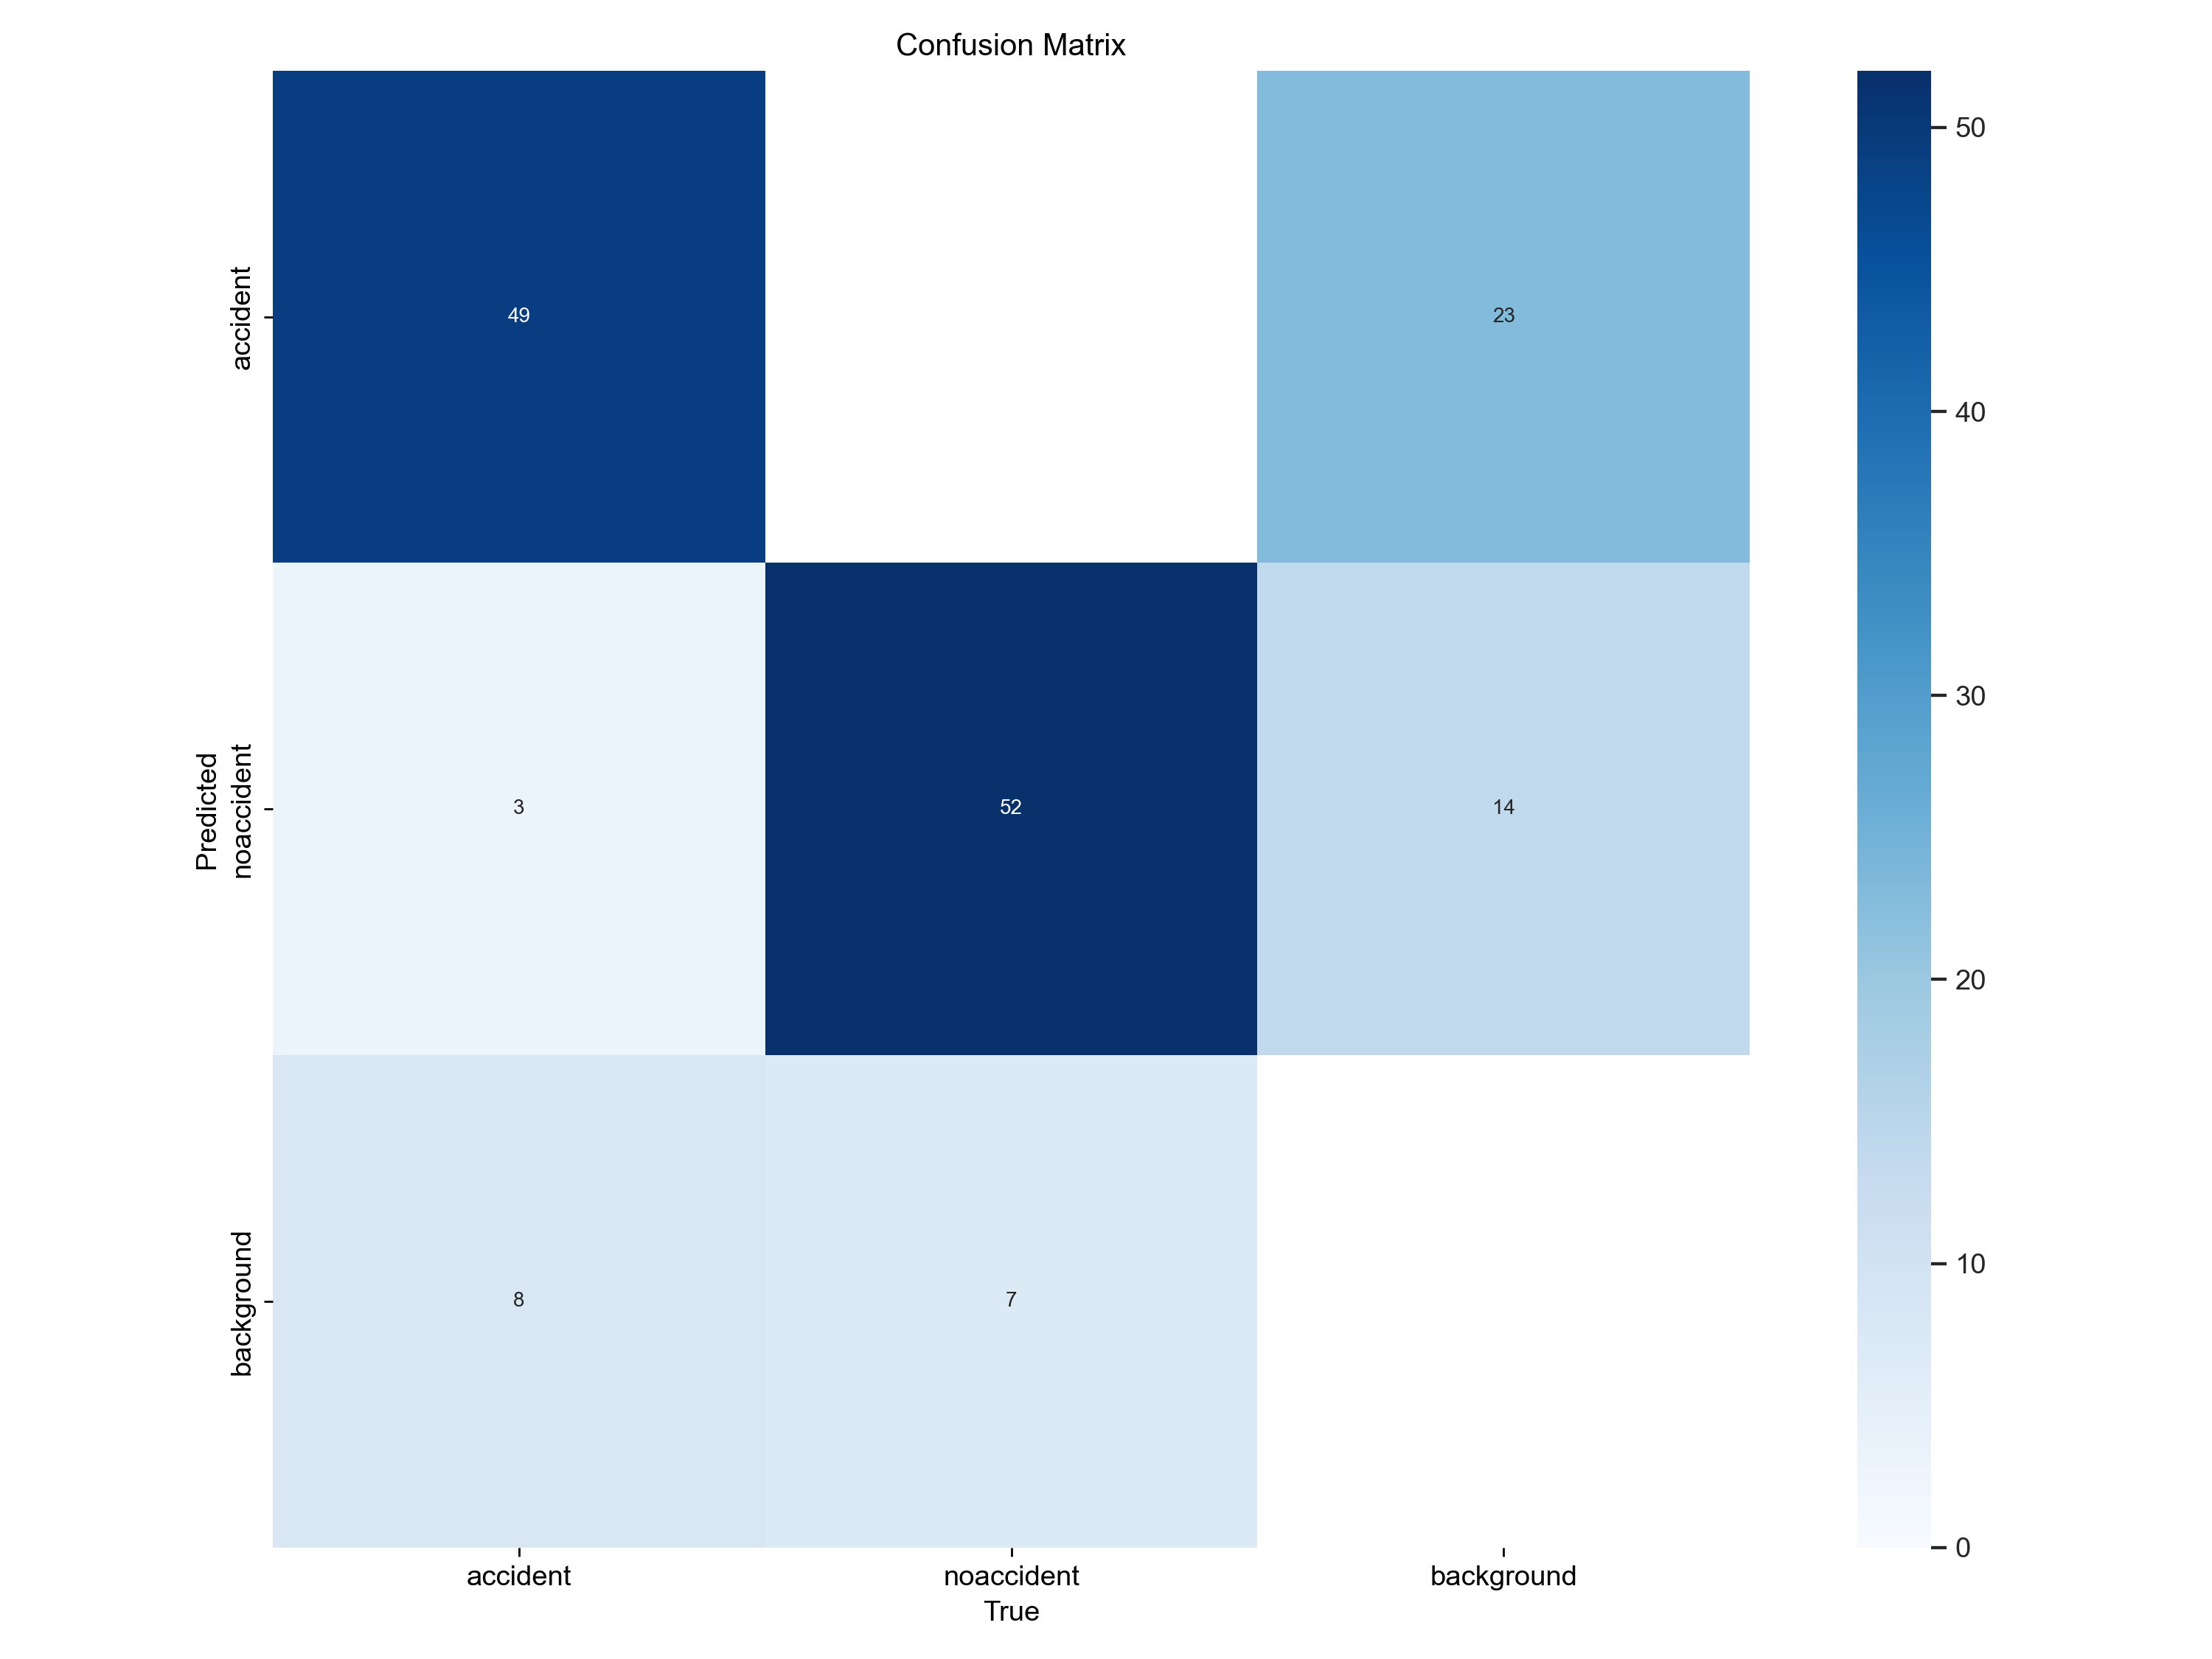 Confusion Matrix
accident
49
23
50
40
30
Predicted
noaccident
3
52
14
20
background
8
7
10
0
accident
noaccident
background
True